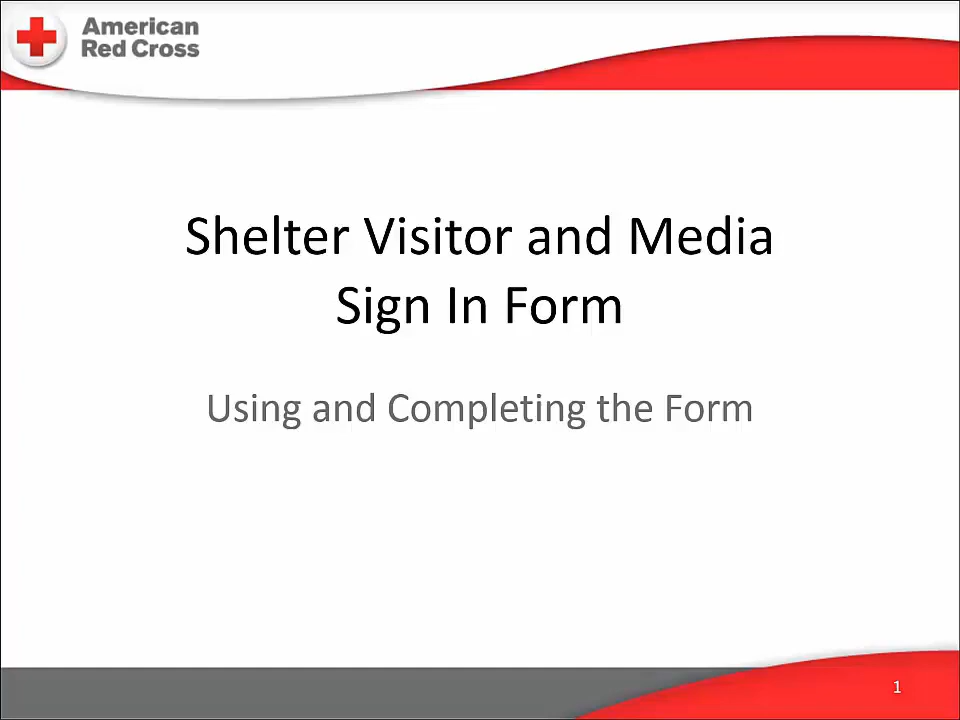 American
Red Cross
Shelter Visitor and Media
Sign In Form
Using and Completing the Form
1